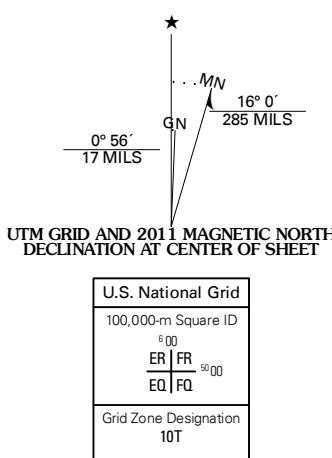 ★
MN
GN
16° 0´
285 MILS
0° 56´
17 MILS
UTM GRID AND 2011 MAGNETIC NORTH
DECLINATION AT CENTER OF SHEET
U.S. National Grid
100,000-m Square ID
6 00
ER FR
50 00
EQ FQ
Grid Zone Designation
10T